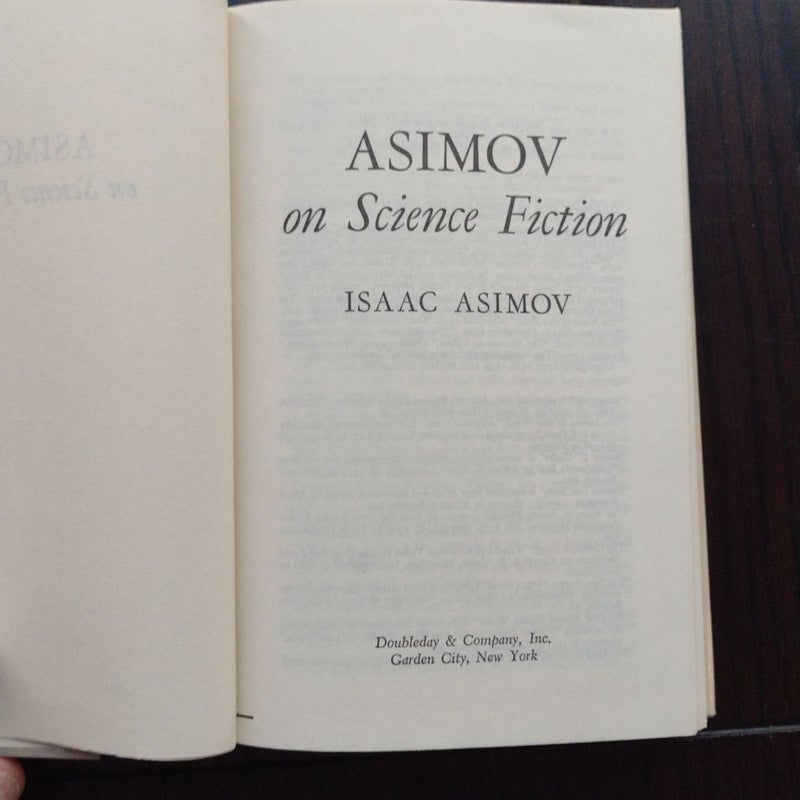 ASIMOV
on Science Fiction
ISAAC ASIMOV
Doubleday & Company, Inc.
Garden City, New York